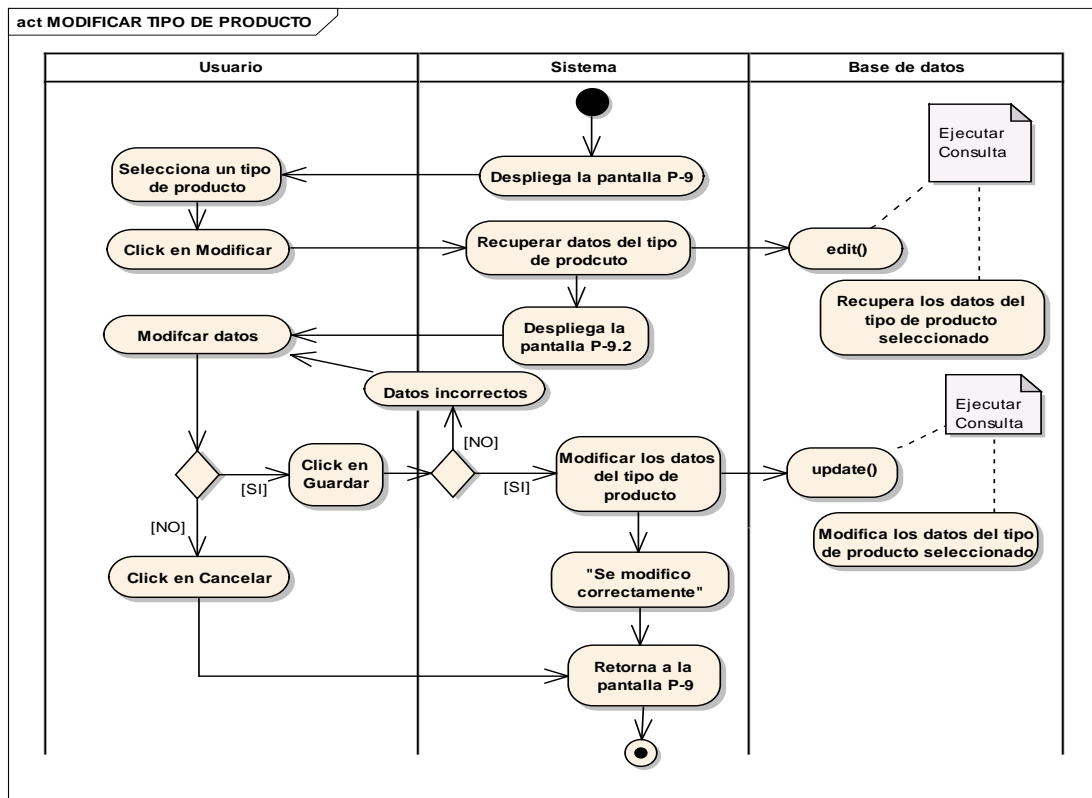 act MODIFICAR TIPO DE PRODUCTO
Usuario
Sistema
Base de datos
Ejecutar
Consulta
Selecciona un tipo
de producto
Despliega la pantalla P-9
Click en Modificar
Recuperar datos del tipo
de prodcuto
edit()
Recupera los datos del
tipo de producto
seleccionado
Modifcar datos
Despliega la
pantalla P-9.2
Datos incorrectos
Ejecutar
Consulta
[NO]
Click en
Guardar
[SI]
[SI]
Modificar los datos
del tipo de
producto
update()
[NO]
Modifica los datos del tipo
de producto seleccionado
Click en Cancelar
"Se modifico
correctamente"
Retorna a la
pantalla P-9